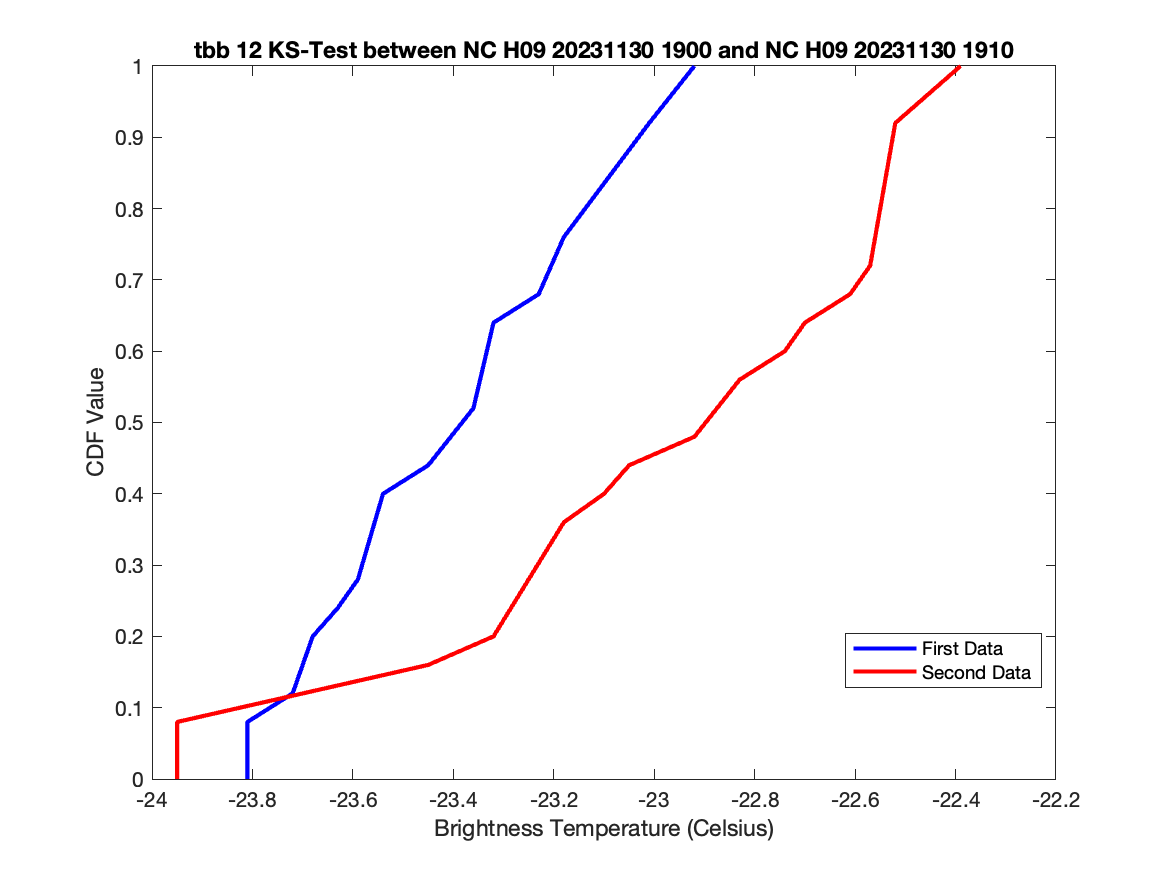 tbb 12 KS-Test between NC H09 20231130 1900 and NC H09 20231130 1910
1
0.9
0.8
0.7
0.6
0.5
0.4
0.3
0.2
0.1
0
CDF Value
First Data
Second Data
-24 -23.8 -23.6 -23.4 -23.2 -23 -22.8 -22.6 -22.4 -22.2
Brightness Temperature (Celsius)